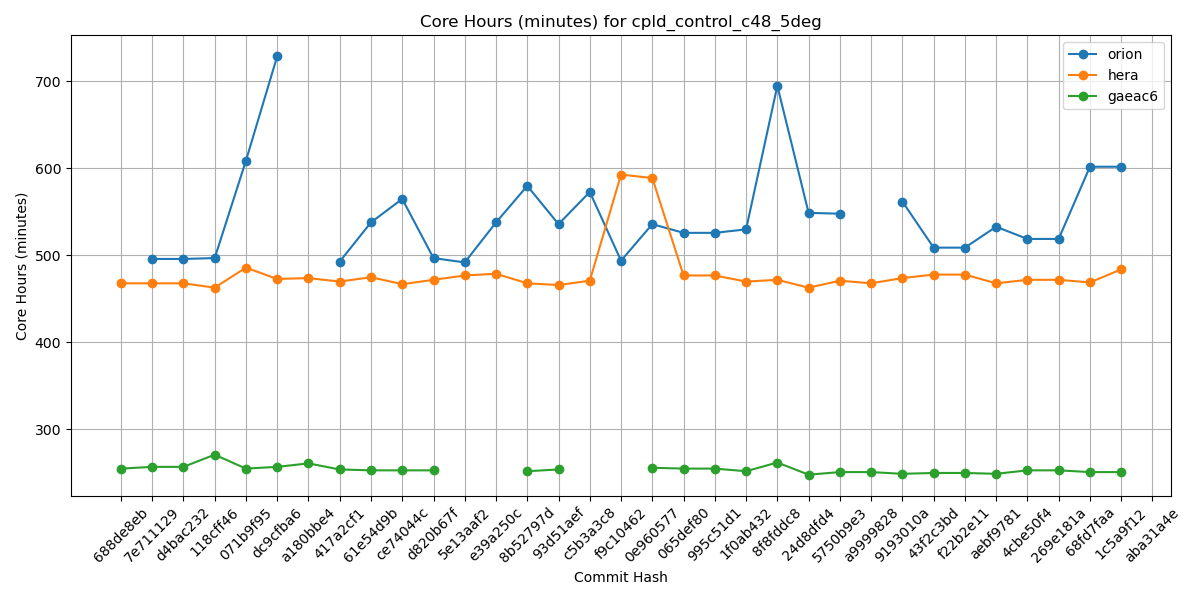 Core Hours (minutes) for cpld_control_c48_5deg
orion
hera
gaeac6
700
600
500
400
300
Core Hours (minutes)
688de8eb
7e711129
d4bac232
118cff46
071b9f95
dc9cfba6
a180bbe4
417a2cf1
61e54d9b
ce74044c
d820b67f
5e13aaf2
e39a250c
8b52797d
93d51aef
c5b3a3c8
f9c10462
0e960577
065def80
995c51d1
1f0ab432
8f8fddc8
24d8dfd4
5750b9e3
a9999828
9193010a
43f2c3bd
f22b2e11
aebf9781
4cbe50f4
269e181a
68fd7faa
1c5a9f12
aba31a4e
Commit Hash